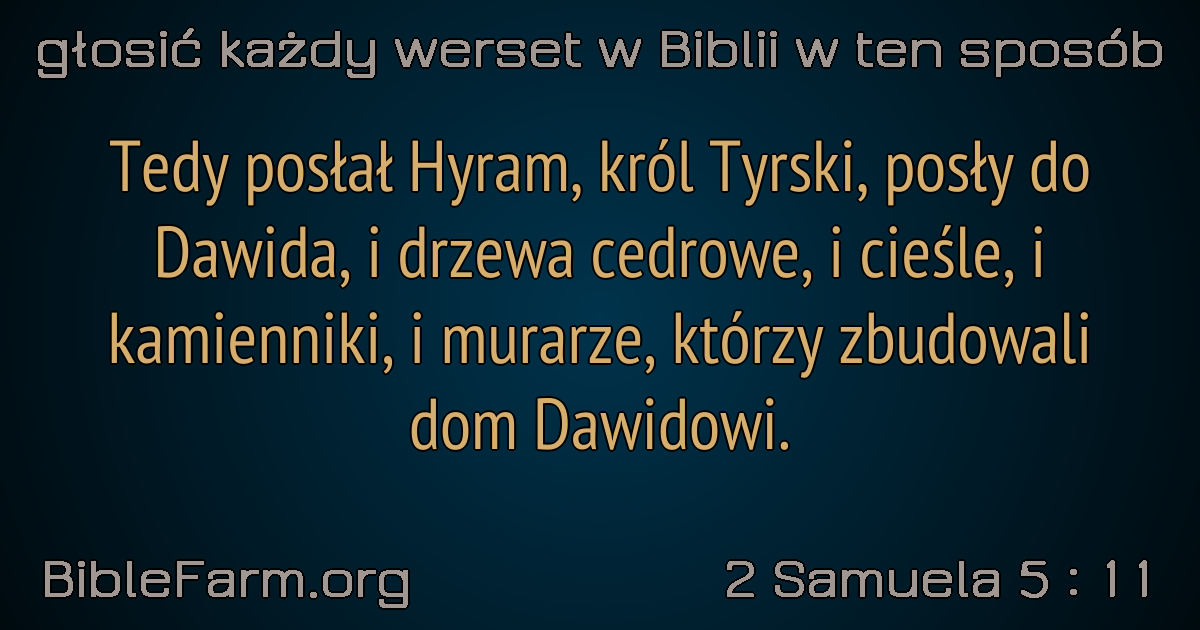 głosić każdy werset w Biblii w ten sposób
Tedy posłał Hyram, król Tyrski, posły do
Dawida, i drzewa cedrowe, i cieśle, i
kamienniki, i murarze, którzy zbudowali
dom Dawidowi.
BibleFarm.org
2 Samuela 5 : 11